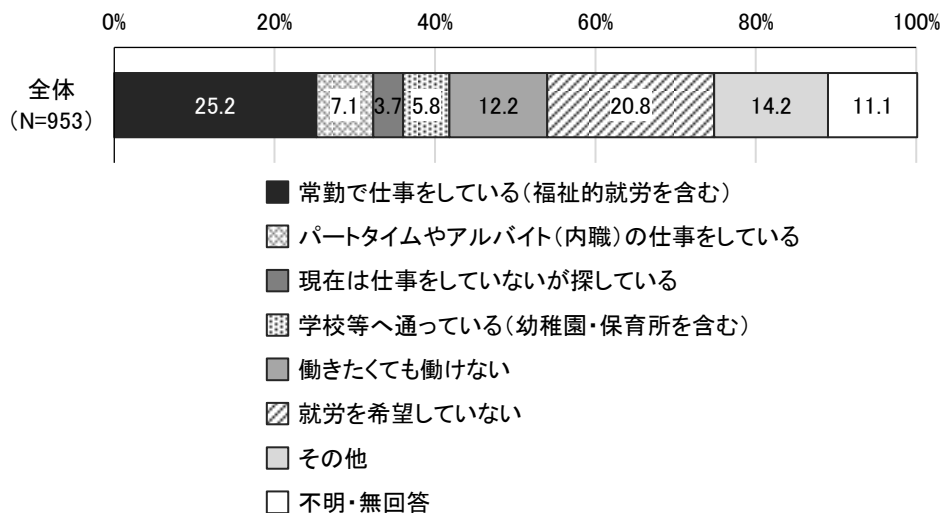 0% 20% 40% 60% 80% 100%
全体
(N=953)
25.2 7.1 3.7 5.8 12.2 20.8 14.2 11.1
常勤で仕事をしている(福祉的就労を含む)
パートタイムやアルバイト(内職)の仕事をしている
現在は仕事をしていないが探している
学校等へ通っている(幼稚園・保育所を含む)
働きたくても働けない
就労を希望していない
その他
不明・無回答